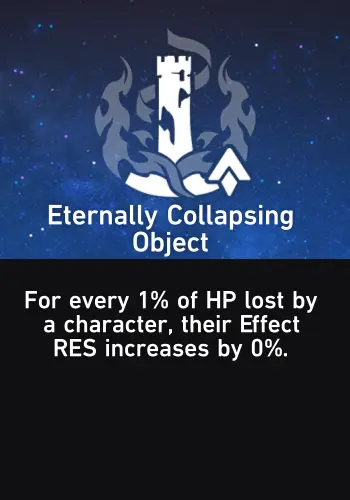 Eternally Collapsing
Object
For every 1% of HP lost by
a character, their Effect
RES increases by 0%.